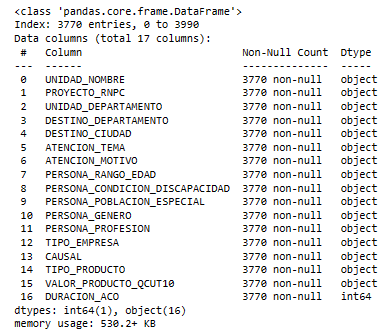 <class 'pandas.core.frame.DataFrame'>
Index: 3770 entries, 0 to 3990
Data columns (total 17 columns):
 #   Column                          Non-Null Count  Dtype
---  ------                          --------------  -----
 0   UNIDAD_NOMBRE                   3770 non-null   object
 1   PROYECTO_RNPC                   3770 non-null   object
 2   UNIDAD_DEPARTAMENTO             3770 non-null   object
 3   DESTINO_DEPARTAMENTO            3770 non-null   object
 4   DESTINO_CIUDAD                  3770 non-null   object
 5   ATENCION_TEMA                   3770 non-null   object
 6   ATENCION_MOTIVO                 3770 non-null   object
 7   PERSONA_RANGO_EDAD              3770 non-null   object
 8   PERSONA_CONDICION_DISCAPACIDAD  3770 non-null   object
 9   PERSONA_POBLACION_ESPECIAL      3770 non-null   object
 10  PERSONA_GENERO                  3770 non-null   object
 11  PERSONA_PROFESION               3770 non-null   object
 12  TIPO_EMPRESA                    3770 non-null   object
 13  CAUSAL                          3770 non-null   object
 14  TIPO_PRODUCTO                   3770 non-null   object
 15  VALOR_PRODUCTO_QCUT10           3770 non-null   object
 16  DURACION_ACO                    3770 non-null   int64
dtypes: int64(1), object(16)
memory usage: 530.2+ KB